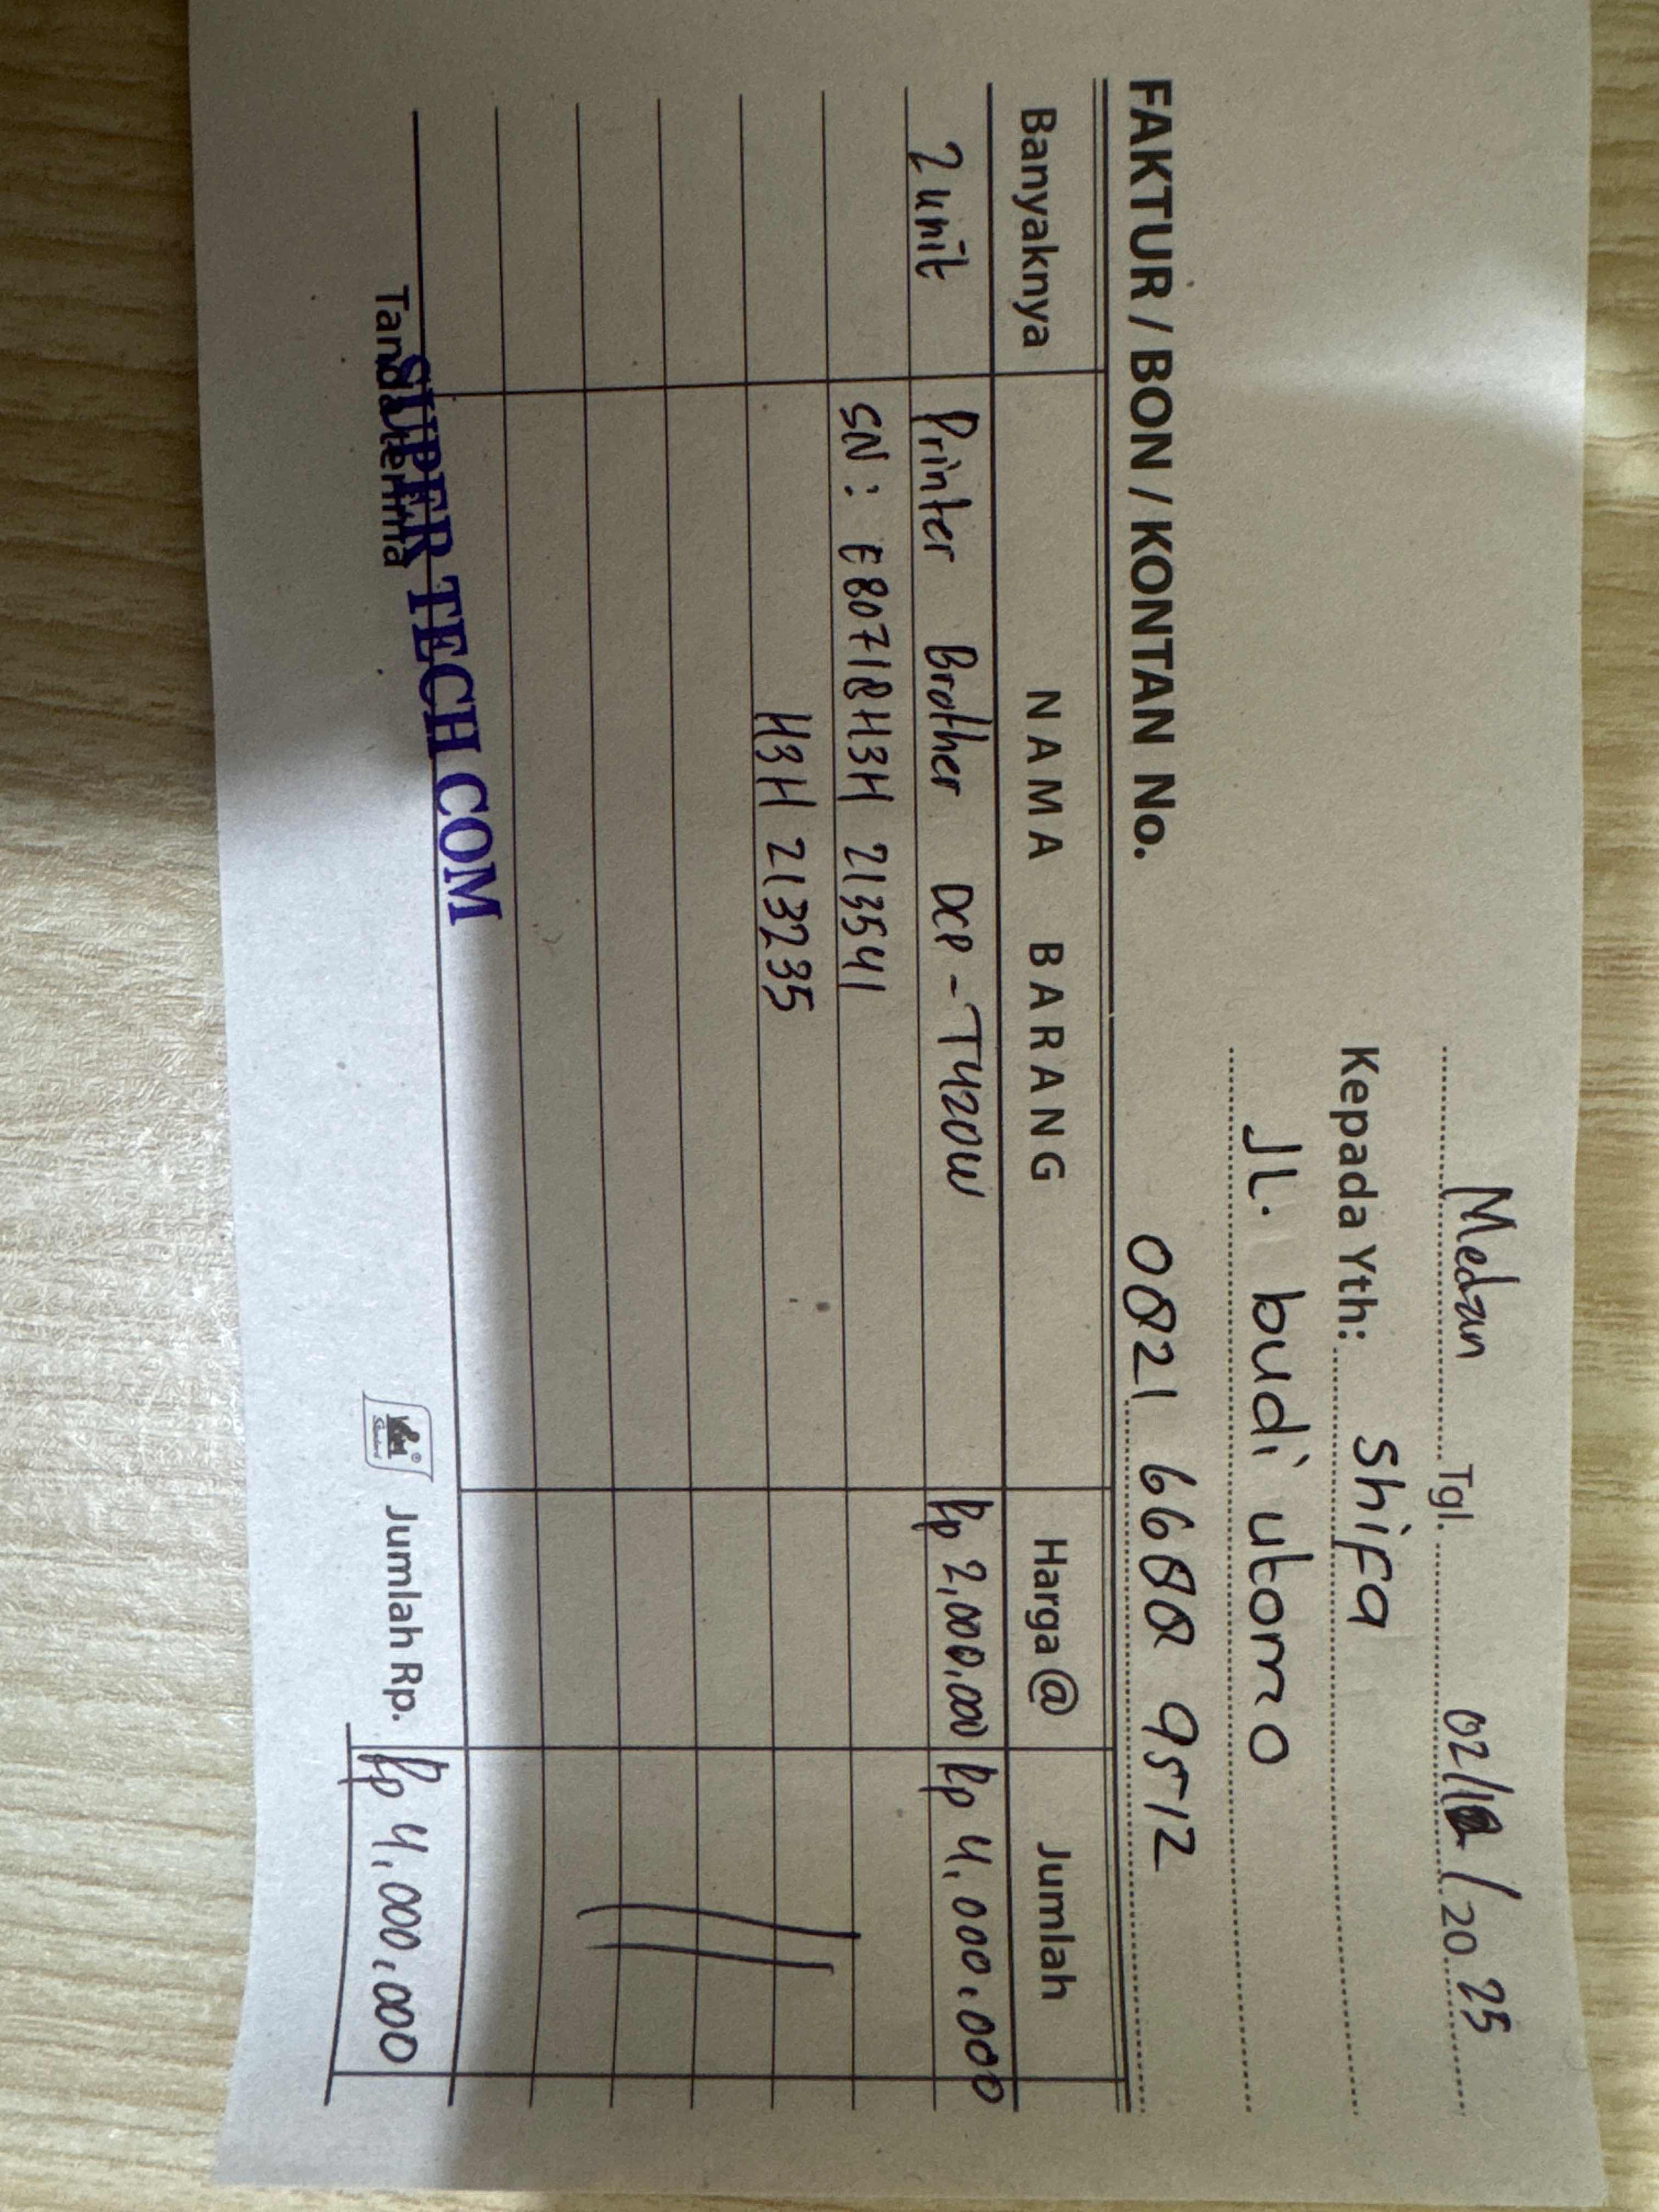 Medan Tgl. 02/ /20 25
Kepada Yth: Shifa
JL. budi utomo
FAKTUR / BON / KONTAN No. 0821 6688 9512
Banyaknya NAMA BARANG Harga @ Jumlah
2 unit Printer Brother DCP-T420W Rp 2,000.000 Rp 4.000.000
SN: E80718H3H 213541
H3H 213235
SUPER TECH COM
Tanda terima Jumlah Rp. Rp 4.000.000